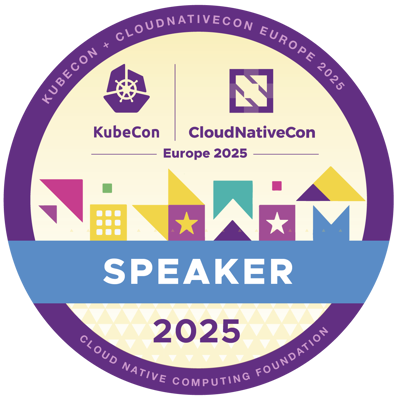 KUBECON + CLOUDNATIVECON EUROPE 2025
KubeCon
CloudNativeCon
Europe 2025
SPEAKER
2025
CLOUD NATIVE COMPUTING FOUNDATION